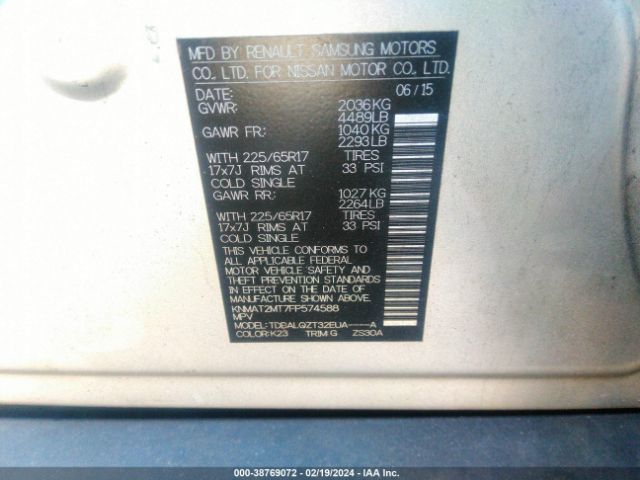 MFD BY RENAULT SAMSUNG MOTORS
CO., LTD. FOR NISSAN MOTOR CO., LTD.
DATE: 06/15
GVWR: 2036KG
4489LB
GAWR FR: 1040KG
2293LB
WITH 225/65R17 TIRES
17x7J RIMS AT 33 PSI
COLD SINGLE
GAWR RR: 1027KG
2264LB
WITH 225/65R17 TIRES
17x7J RIMS AT 33 PSI
COLD SINGLE
THIS VEHICLE CONFORMS TO
ALL APPLICABLE FEDERAL
MOTOR VEHICLE SAFETY AND
THEFT PREVENTION STANDARDS
IN EFFECT ON THE DATE OF
MANUFACTURE SHOWN ABOVE.
KNMAT2MT7FP574588
MPV
MODEL: TDBALQZT32EUA----A
COLOR: K23 TRIM: G ZS30A
000-38769072 - 02/19/2024 - IAA Inc.